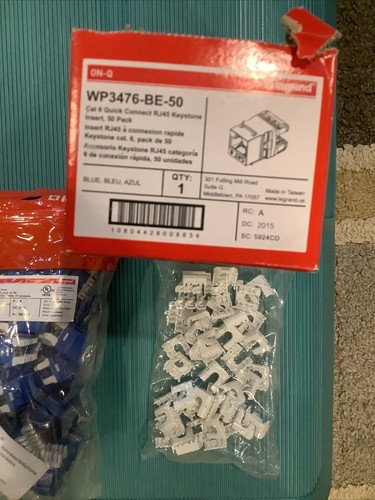 ON-Q
legrand
WP3476-BE-50
Cat 6 Quick Connect RJ45 Keystone
Insert, 50 Pack
Insert RJ45 à connexion rapide
Keystone cat. 6, pack de 50
Accesorio Keystone RJ45 categoría
6 de conexión rápida, 50 unidades
BLUE, BLEU, AZUL
QTY:
1
301 Fulling Mill Road
Suite G
Middletown, PA 17057
Made in Taiwan
www.legrand.us
RC: A
DC: 2015
SC: 5924CD
10804428008634
legrand